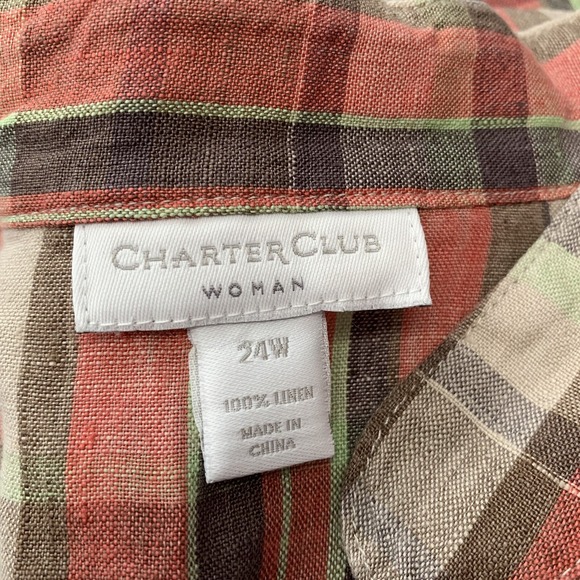 CHARTER CLUB
WOMAN
24W
100% LINEN
MADE IN
CHINA